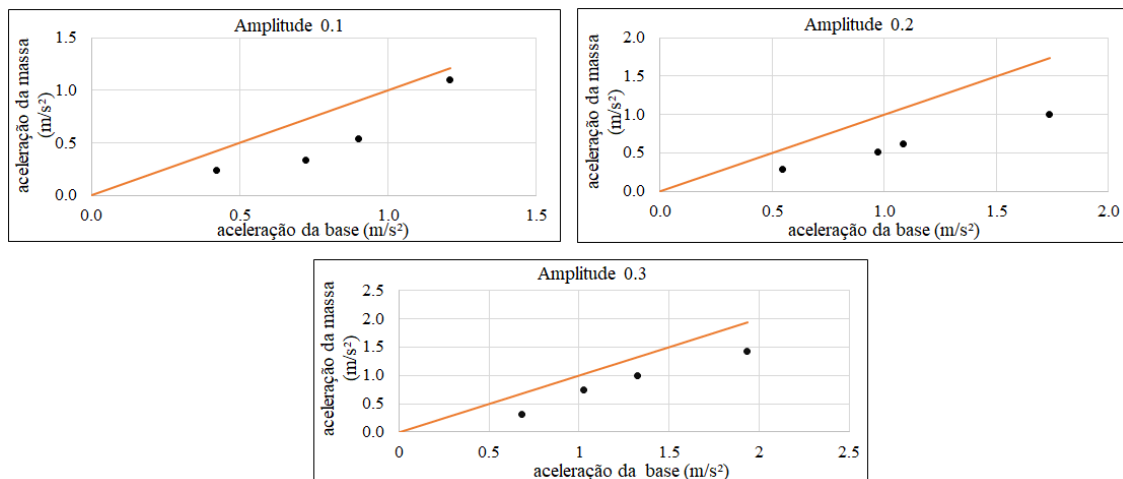 Amplitude 0.1
aceleração da massa
(m/s²)
1.5
1.0
0.5
0.0
0.0 0.5 1.0 1.5
aceleração da base (m/s²)
Amplitude 0.2
aceleração da massa
(m/s²)
2.0
1.5
1.0
0.5
0.0
0.0 0.5 1.0 1.5 2.0
aceleração da base (m/s²)
Amplitude 0.3
aceleração da massa
(m/s²)
2.5
2.0
1.5
1.0
0.5
0.0
0 0.5 1 1.5 2 2.5
aceleração da base (m/s²)